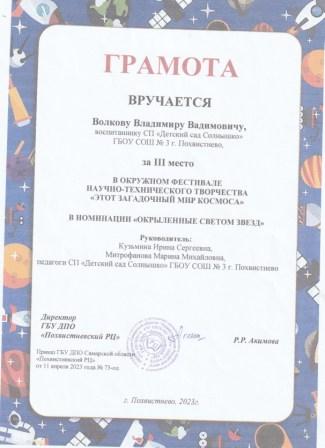 ГРАМОТА
ВРУЧАЕТСЯ
Волкову Владимиру Вадимовичу,
воспитаннику СП «Детский сад Солнышко»
ГБОУ СОШ № 3 г. Похвистнево,
за III место
В ОКРУЖНОМ ФЕСТИВАЛЕ
НАУЧНО-ТЕХНИЧЕСКОГО ТВОРЧЕСТВА
«ЭТОТ ЗАГАДОЧНЫЙ МИР КОСМОСА»
В НОМИНАЦИИ «ОКРЫЛЕННЫЕ СВЕТОМ ЗВЕЗД»
Руководитель:
Кузьмина Ирина Сергеевна,
Митрофанова Марина Михайловна,
педагоги СП «Детский сад Солнышко» ГБОУ СОШ № 3 г. Похвистнево
Директор
ГБУ ДПО
«Похвистневский РЦ»
Р.Р. Акимова
Приказ ГБУ ДПО Самарской области
«Похвистневский РЦ»
от 11 апреля 2023 года № 73-од
г. Похвистнево, 2023г.